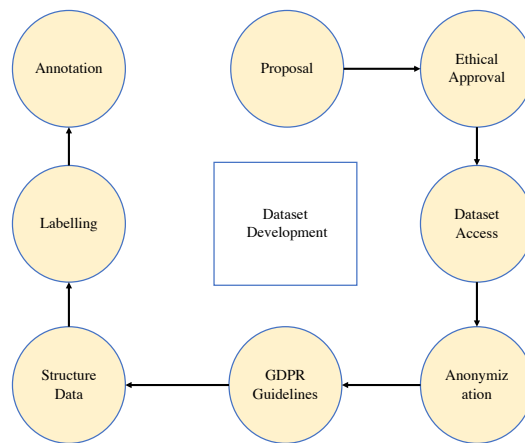 Annotation
Proposal
Ethical
Approval
Labelling
Dataset
Development
Dataset
Access
Structure
Data
GDPR
Guidelines
Anonymiz
ation